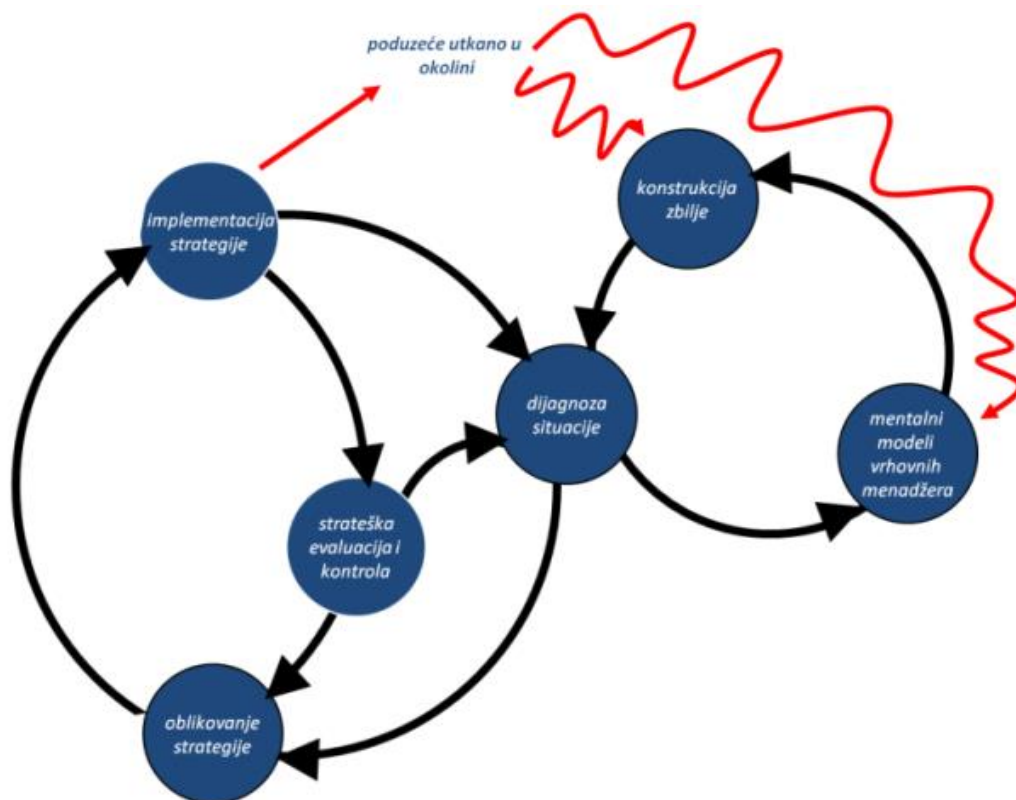 poduzeće utkano u
okolini
konstrukcija
zbilje
implementacija
strategije
dijagnoza
situacije
mentalni
modeli
vrhovnih
menadžera
strateška
evaluacija i
kontrola
oblikovanje
strategije